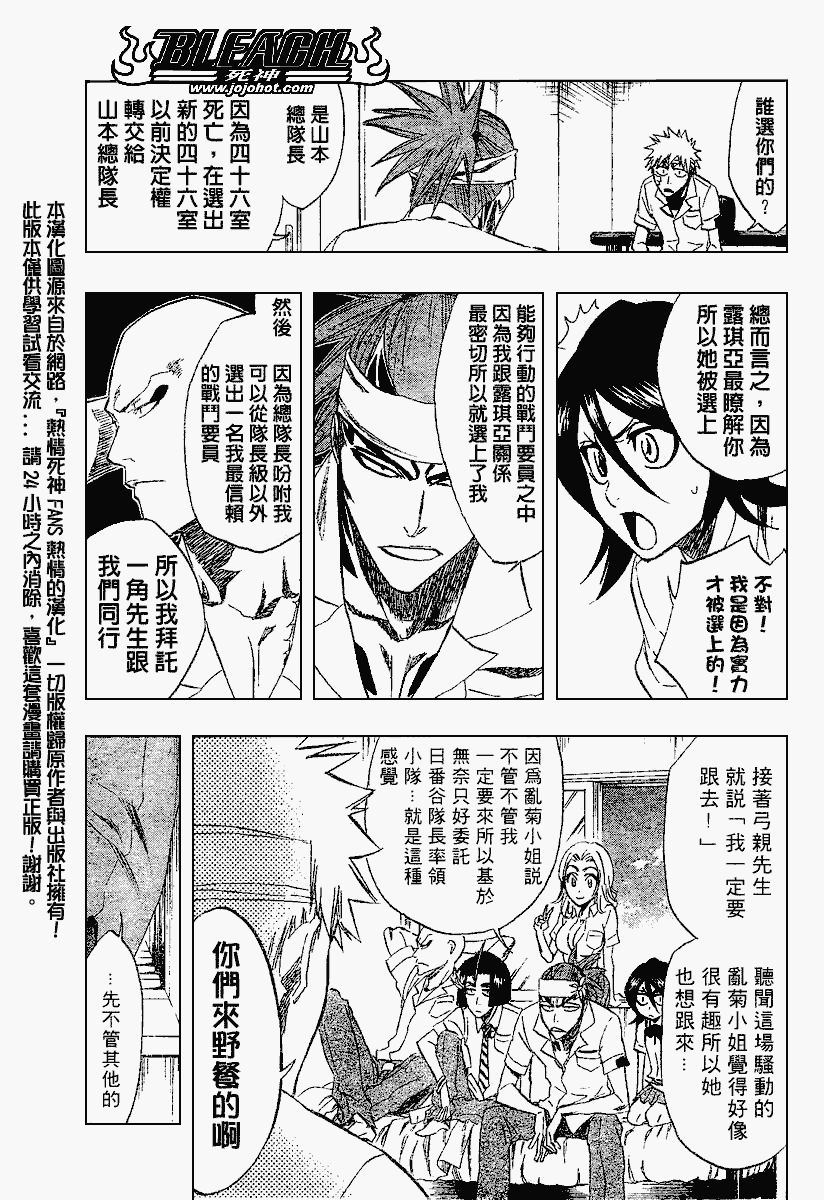 BLEACH
死神
www.jojohot.com
誰選你們的？
是山本
總隊長
因為四十六室
死亡，在選出
新的四十六室
以前決定權
轉交給
山本總隊長
總而言之，因為
露琪亞最瞭解你
所以她被選上
不對！
我是因為實力
才被選上的！
能夠行動的戰鬥要員之中
因為我跟露琪亞關係
最密切所以就選上了我
然後
因為總隊長吩咐我
可以從隊長級以外
選出一名我最信賴
的戰鬥要員
所以我拜託
一角先生跟
我們同行
接著弓親先生
就説「我一定要
跟去！」
聽聞這場騷動的
亂菊小姐覺得好像
很有趣所以她
也想跟來…
因爲亂菊小姐説
不管不管我
一定要來所以基於
無奈只好委託
日番谷隊長率領
小隊…就是這種
感覺
你們來野餐的啊
…先不管其他的
本漢化圖源來自於網路，『熱情死神 FANS 熱情的漢化』一切版權歸原作者與出版社擁有！
此版本僅供學習試看交流... 請 24 小時之內消除，喜歡這套漫畫請購買正版！謝謝。